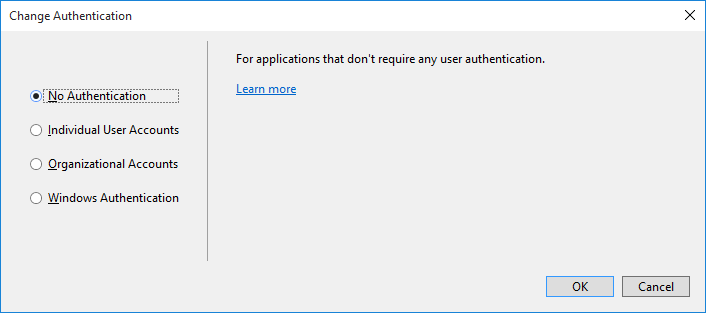 Change Authentication
No Authentication
Individual User Accounts
Organizational Accounts
Windows Authentication
For applications that don't require any user authentication.
Learn more
OK
Cancel